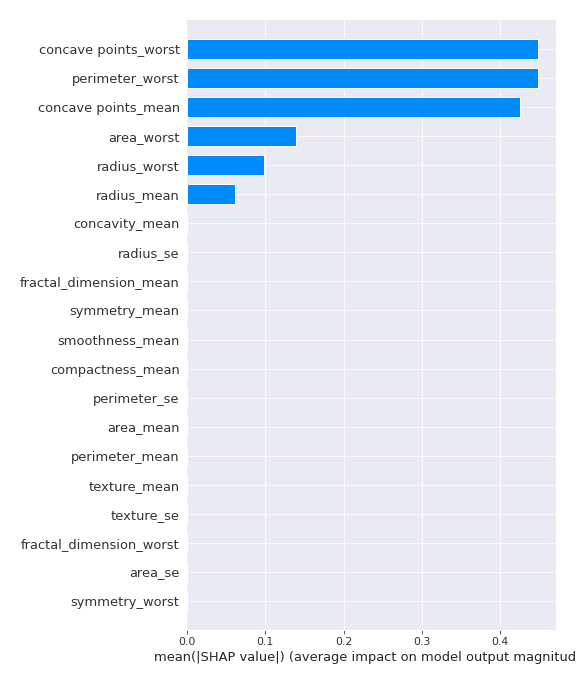 concave points_worst
perimeter_worst
concave points_mean
area_worst
radius_worst
radius_mean
concavity_mean
radius_se
fractal_dimension_mean
symmetry_mean
smoothness_mean
compactness_mean
perimeter_se
area_mean
perimeter_mean
texture_mean
texture_se
fractal_dimension_worst
area_se
symmetry_worst
0.0 0.1 0.2 0.3 0.4
mean(|SHAP value|) (average impact on model output magnitud